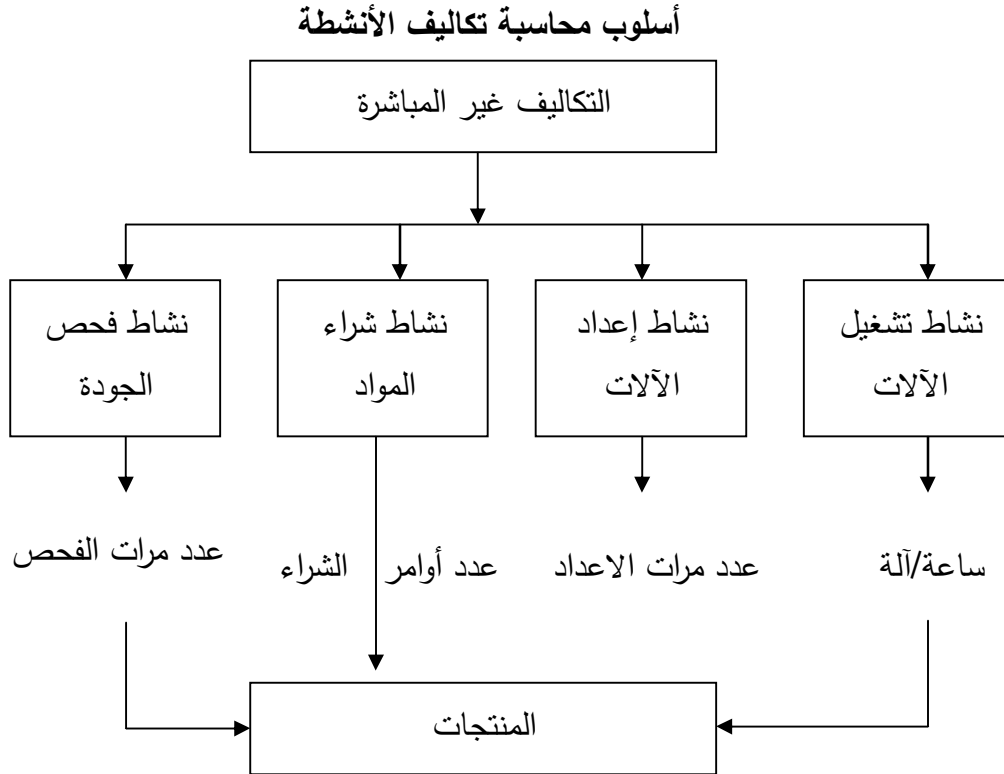 أسلوب محاسبة تكاليف الأنشطة
التكاليف غير المباشرة
نشاط تشغيل
الآلات
نشاط إعداد
الآلات
نشاط شراء
المواد
نشاط فحص
الجودة
ساعة/آلة
عدد مرات الاعداد
عدد أوامر الشراء
عدد مرات الفحص
المنتجات